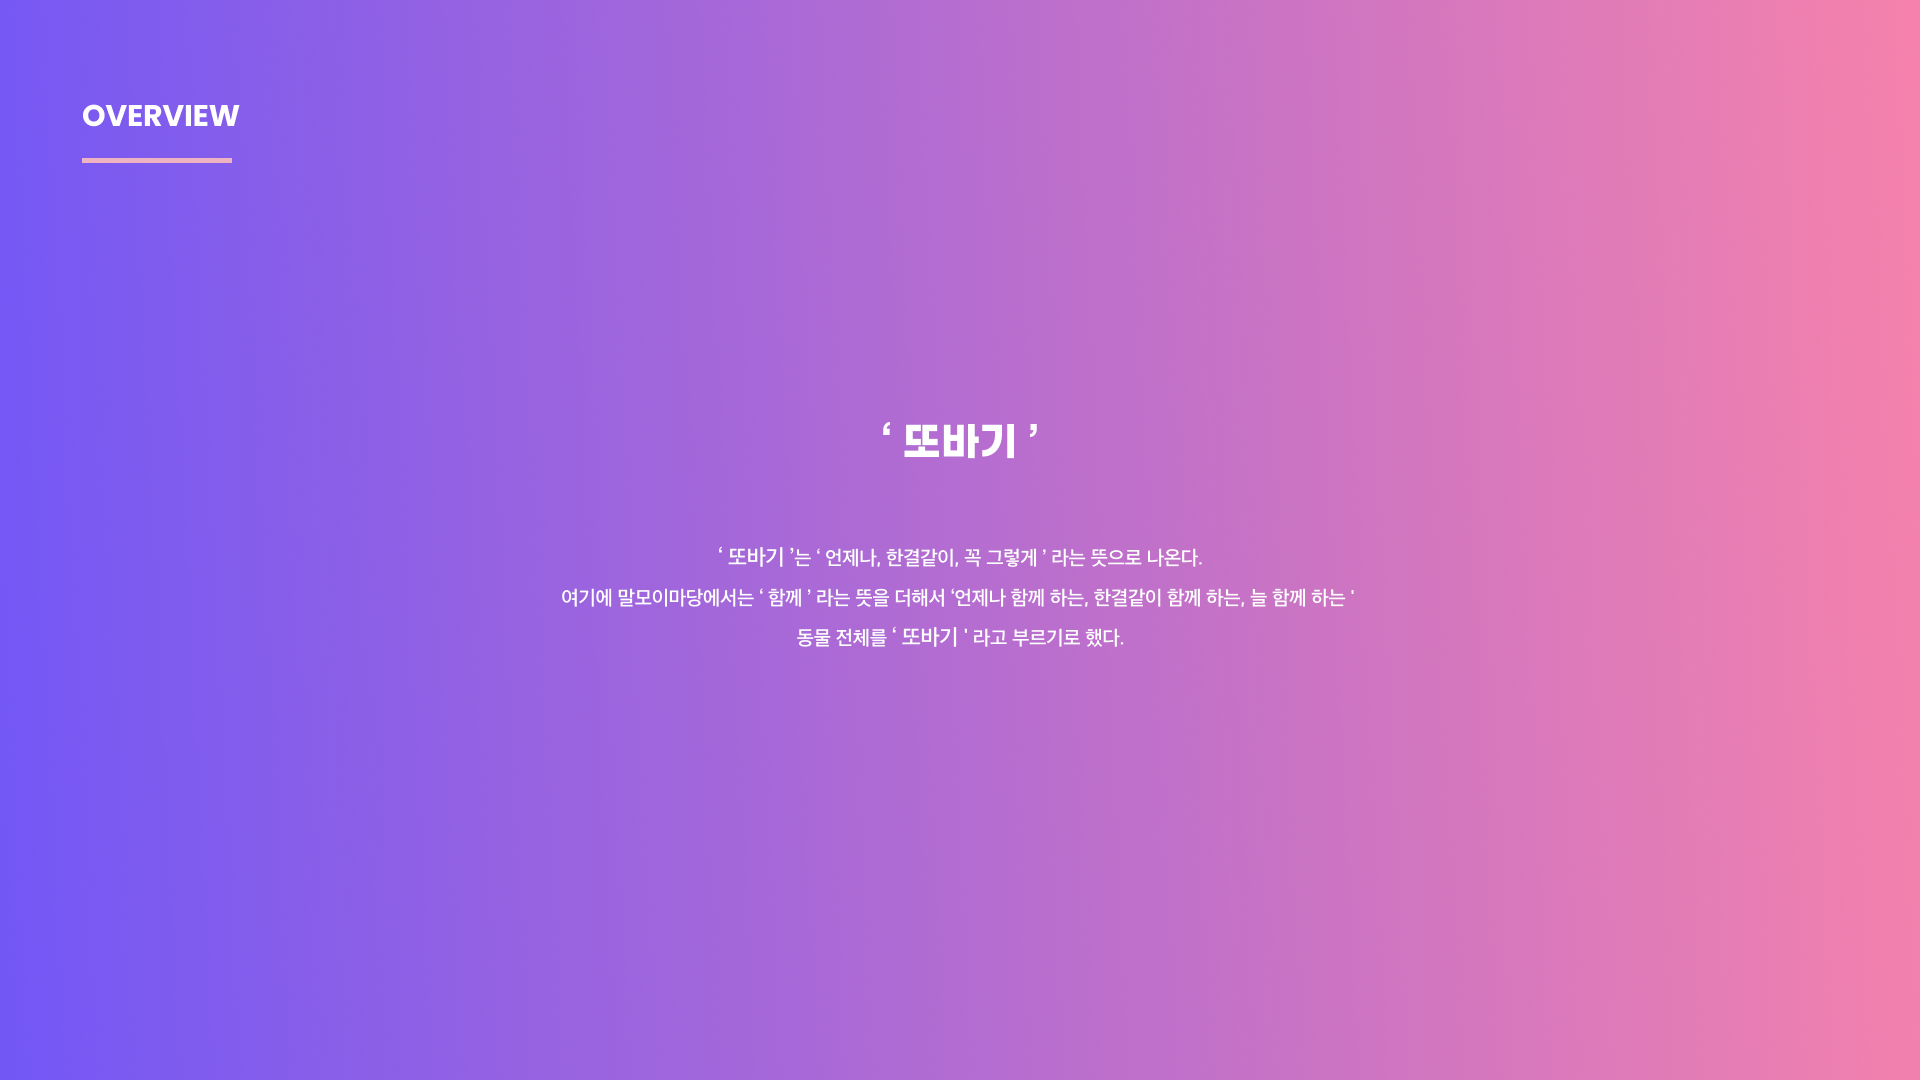 OVERVIEW
‘ 또바기 ’
‘ 또바기 ’는 ‘ 언제나, 한결같이, 꼭 그렇게 ’ 라는 뜻으로 나온다.
여기에 말모이마당에서는 ‘ 함께 ’ 라는 뜻을 더해서 ‘언제나 함께 하는, 한결같이 함께 하는, 늘 함께 하는 '
동물 전체를 ‘ 또바기 ' 라고 부르기로 했다.